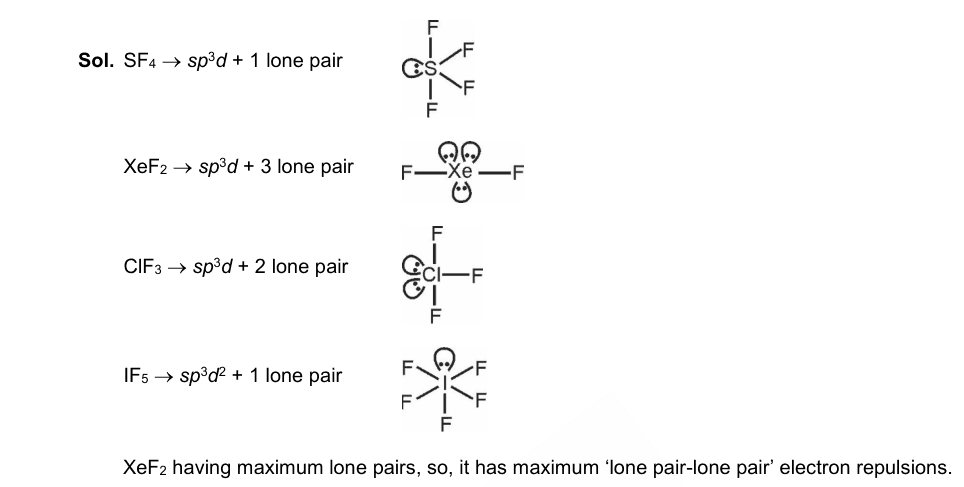 F
Sol. SF₄ → sp³d + 1 lone pair
S
F
F
F
XeF₂ → sp³d + 3 lone pair
F Xe F
F
ClF₃ → sp³d + 2 lone pair
Cl F
F
IF₅ → sp³d² + 1 lone pair
F F
I
F F
F
XeF₂ having maximum lone pairs, so, it has maximum ‘lone pair-lone pair’ electron repulsions.